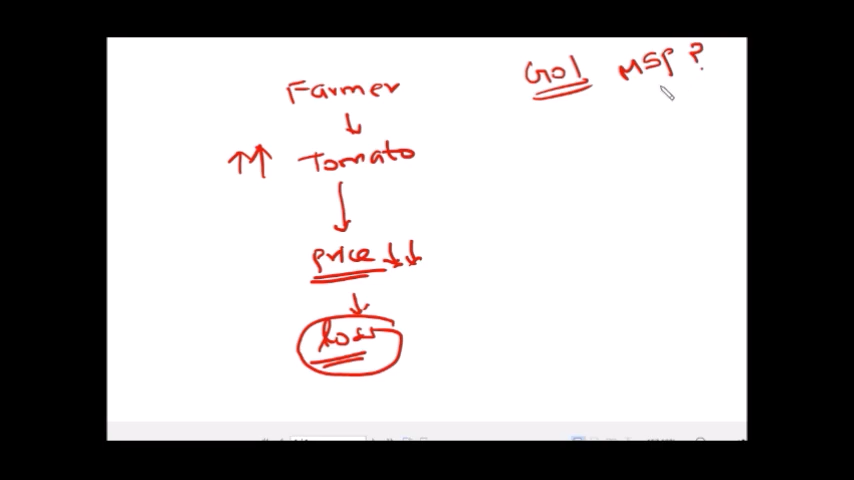 Farmer
GOI MSP ?
↓
↑↑ Tomato
↓
price ↓↓
↓
loss